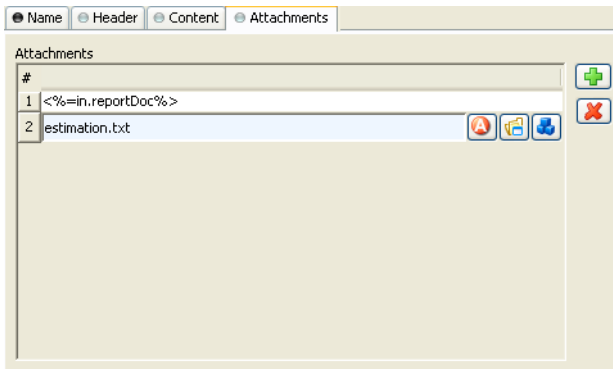 Name Header Content Attachments
Attachments
#
1 <%=in.reportDoc%>
2 estimation.txt A